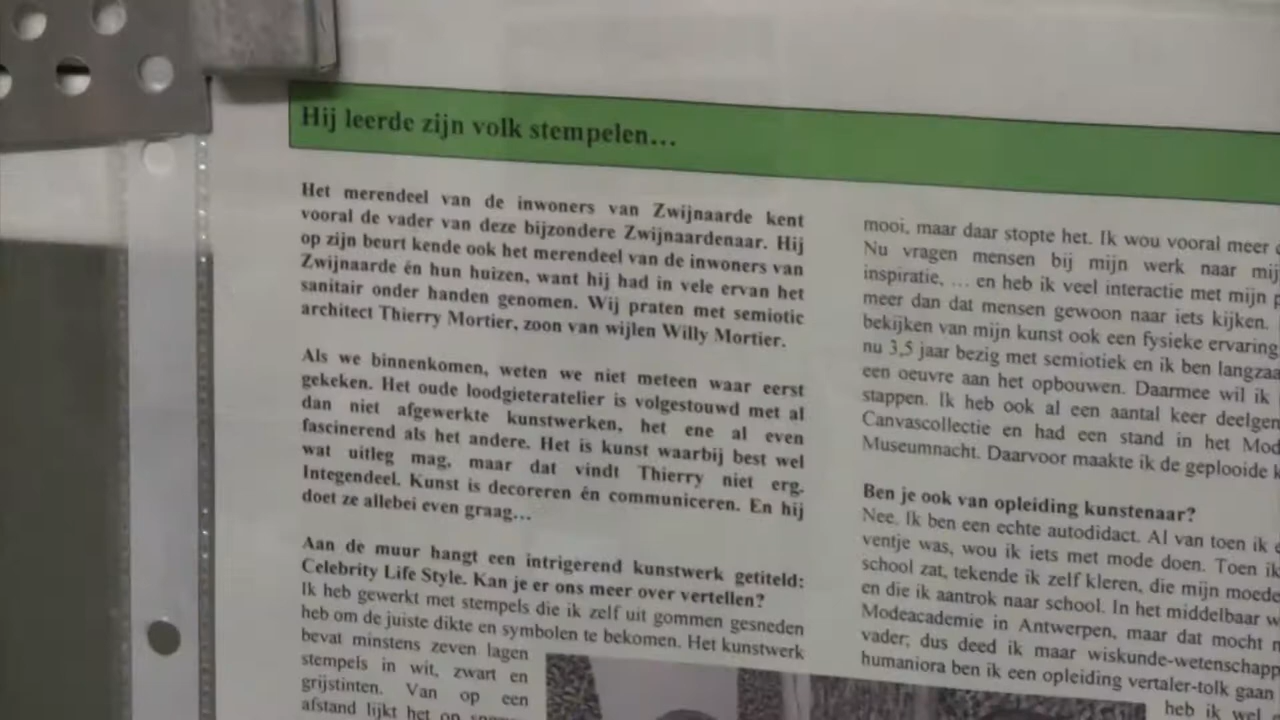 Hij leerde zijn volk stempelen…
Het merendeel van de inwoners van Zwijnaarde kent
vooral de vader van deze bijzondere Zwijnaardenaar. Hij
op zijn beurt kende ook het merendeel van de inwoners van
Zwijnaarde én hun huizen, want hij had in vele ervan het
sanitair onder handen genomen. Wij praten met semiotic
architect Thierry Mortier, zoon van wijlen Willy Mortier.
Als we binnenkomen, weten we niet meteen waar eerst
gekeken. Het oude loodgieteratelier is volgestouwd met al
dan niet afgewerkte kunstwerken, het ene al even
fascinerend als het andere. Het is kunst waarbij best wel
wat uitleg mag, maar dat vindt Thierry niet erg.
Integendeel. Kunst is decoreren én communiceren. En hij
doet ze allebei even graag…
Aan de muur hangt een intrigerend kunstwerk getiteld:
Celebrity Life Style. Kan je er ons meer over vertellen?
Ik heb gewerkt met stempels die ik zelf uit gommen gesneden
heb om de juiste dikte en symbolen te bekomen. Het kunstwerk
bevat minstens zeven lagen
stempels in wit, zwart en
grijstinten. Van op een
afstand lijkt het op
mooi, maar daar stopte het. Ik wou vooral meer
Nu vragen mensen bij mijn werk naar
inspiratie, … en heb ik veel interactie met mijn
meer dan dat mensen gewoon naar iets kijken.
bekijken van mijn kunst ook een fysieke ervaring
nu 3,5 jaar bezig met semiotiek en ik ben
een oeuvre aan het opbouwen. Daarmee wil ik
stappen. Ik heb ook al een aantal keer
Canvascollectie en had een stand in het
Museumnacht. Daarvoor maakte ik de geplooide
Ben je ook van opleiding kunstenaar?
Nee. Ik ben een echte autodidact. Al van toen ik
ventje was, wou ik iets met mode doen. Toen ik
school zat, tekende ik zelf kleren, die mijn
en die ik aantrok naar school. In het middelbaar
Modeacademie in Antwerpen, maar dat mocht
vader; dus deed ik maar
humaniora ben ik een opleiding vertaler-tolk gaan
heb ik wel